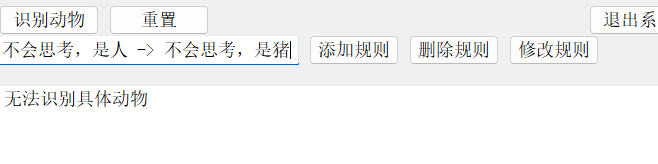 识别动物 重置 退出系
不会思考，是人 -> 不会思考，是猪 添加规则 删除规则 修改规则
无法识别具体动物